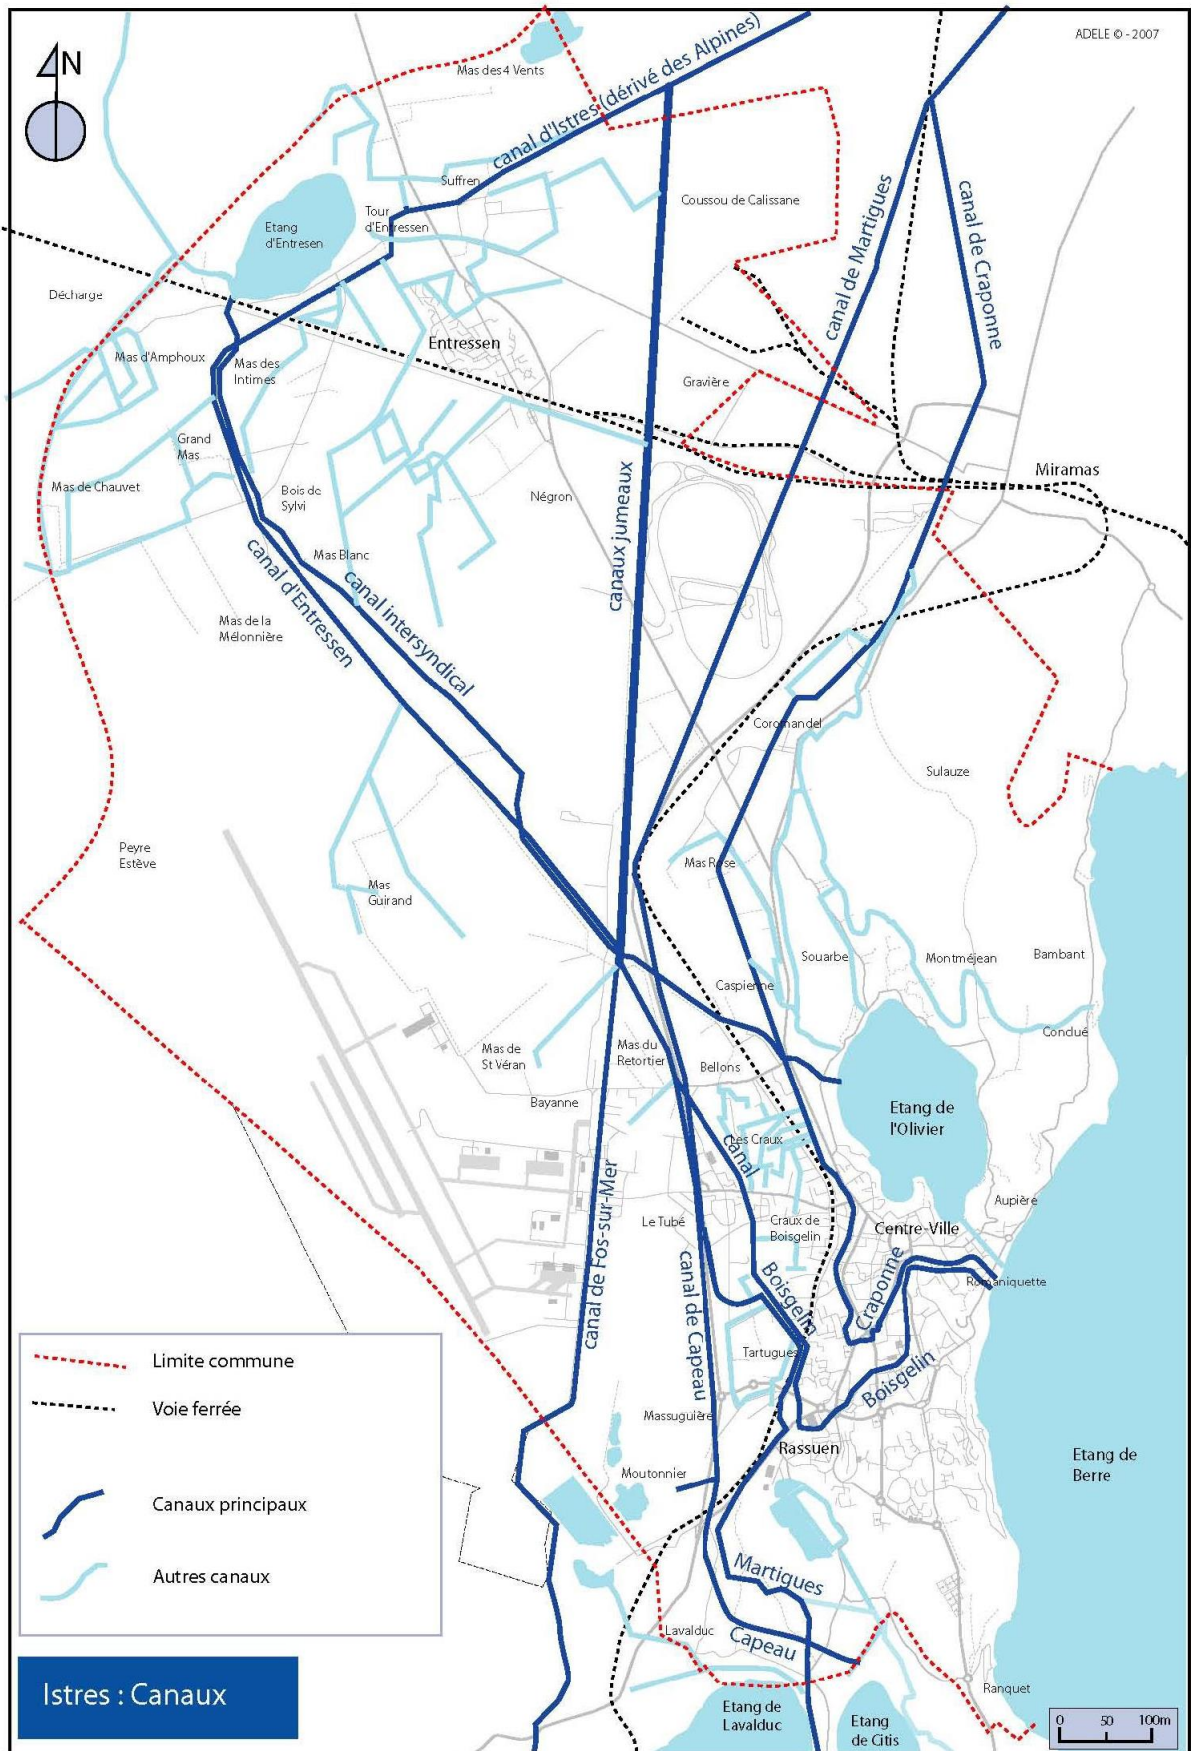 ADELE © - 2007
N
Mas des 4 Vents
canal d'Istres (dérivé des Alpines)
Suffren
Tour
d'Entressen
Etang
d'Entresen
Coussou de Calissane
canal de Martigues
canal de Craponne
Décharge
Mas d'Amphoux
Mas des
Intimes
Entressen
Gravière
Grand
Mas
Mas de Chauvet
Bois de
Sylvi
Négron
Miramas
canaux jumeaux
Mas Blanc
canal d'Entressen
canal intersyndical
Mas de la
Mélonnière
Coromandel
Sulauze
Peyre
Estève
Mas
Guirand
Mas Rose
Souarbe
Montméjean
Bambant
Caspienne
Condué
Mas de
St Véran
Mas du
Retortier
Bellons
Bayanne
Etang de
l'Olivier
Les Craux
canal
Boisgelin
Le Tubé
Craux de
Boisgelin
Centre-Ville
Aupière
Romaniquette
canal de Fos-sur-Mer
canal de Capeau
Craponne
Tartugues
Boisgelin
Massuguière
Rassuen
Moutonnier
Etang de
Berre
Martigues
Capeau
Lavalduc
Etang de
Lavalduc
Etang
de Citis
Ranquet
0 50 100m
Limite commune
Voie ferrée
Canaux principaux
Autres canaux
Istres : Canaux